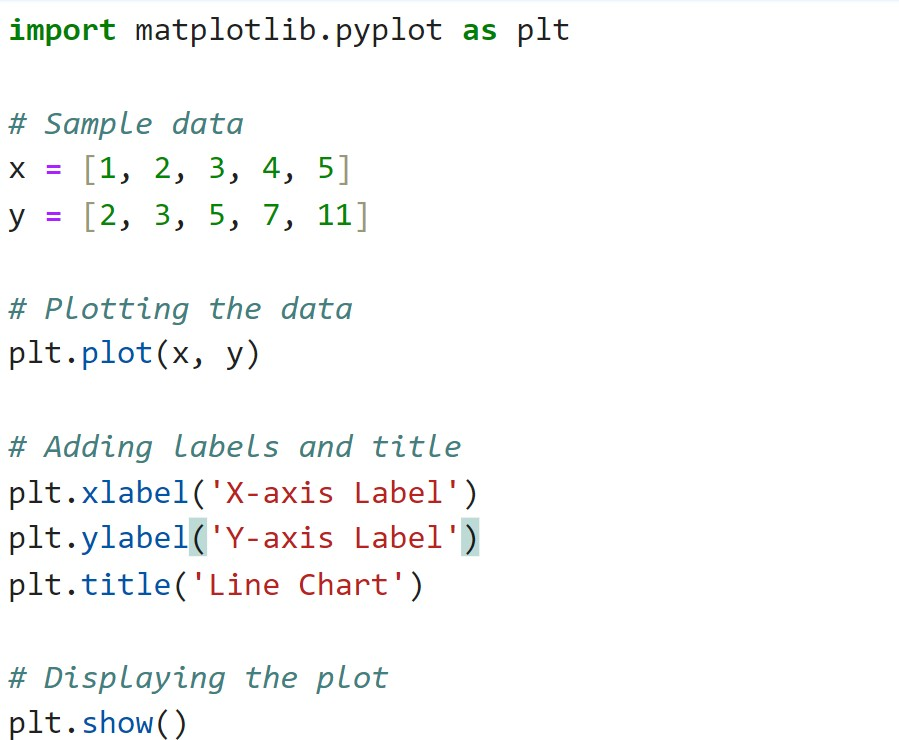 import matplotlib.pyplot as plt
# Sample data
x = [1, 2, 3, 4, 5]
y = [2, 3, 5, 7, 11]
# Plotting the data
plt.plot(x, y)
# Adding labels and title
plt.xlabel('X-axis Label')
plt.ylabel('Y-axis Label')
plt.title('Line Chart')
# Displaying the plot
plt.show()